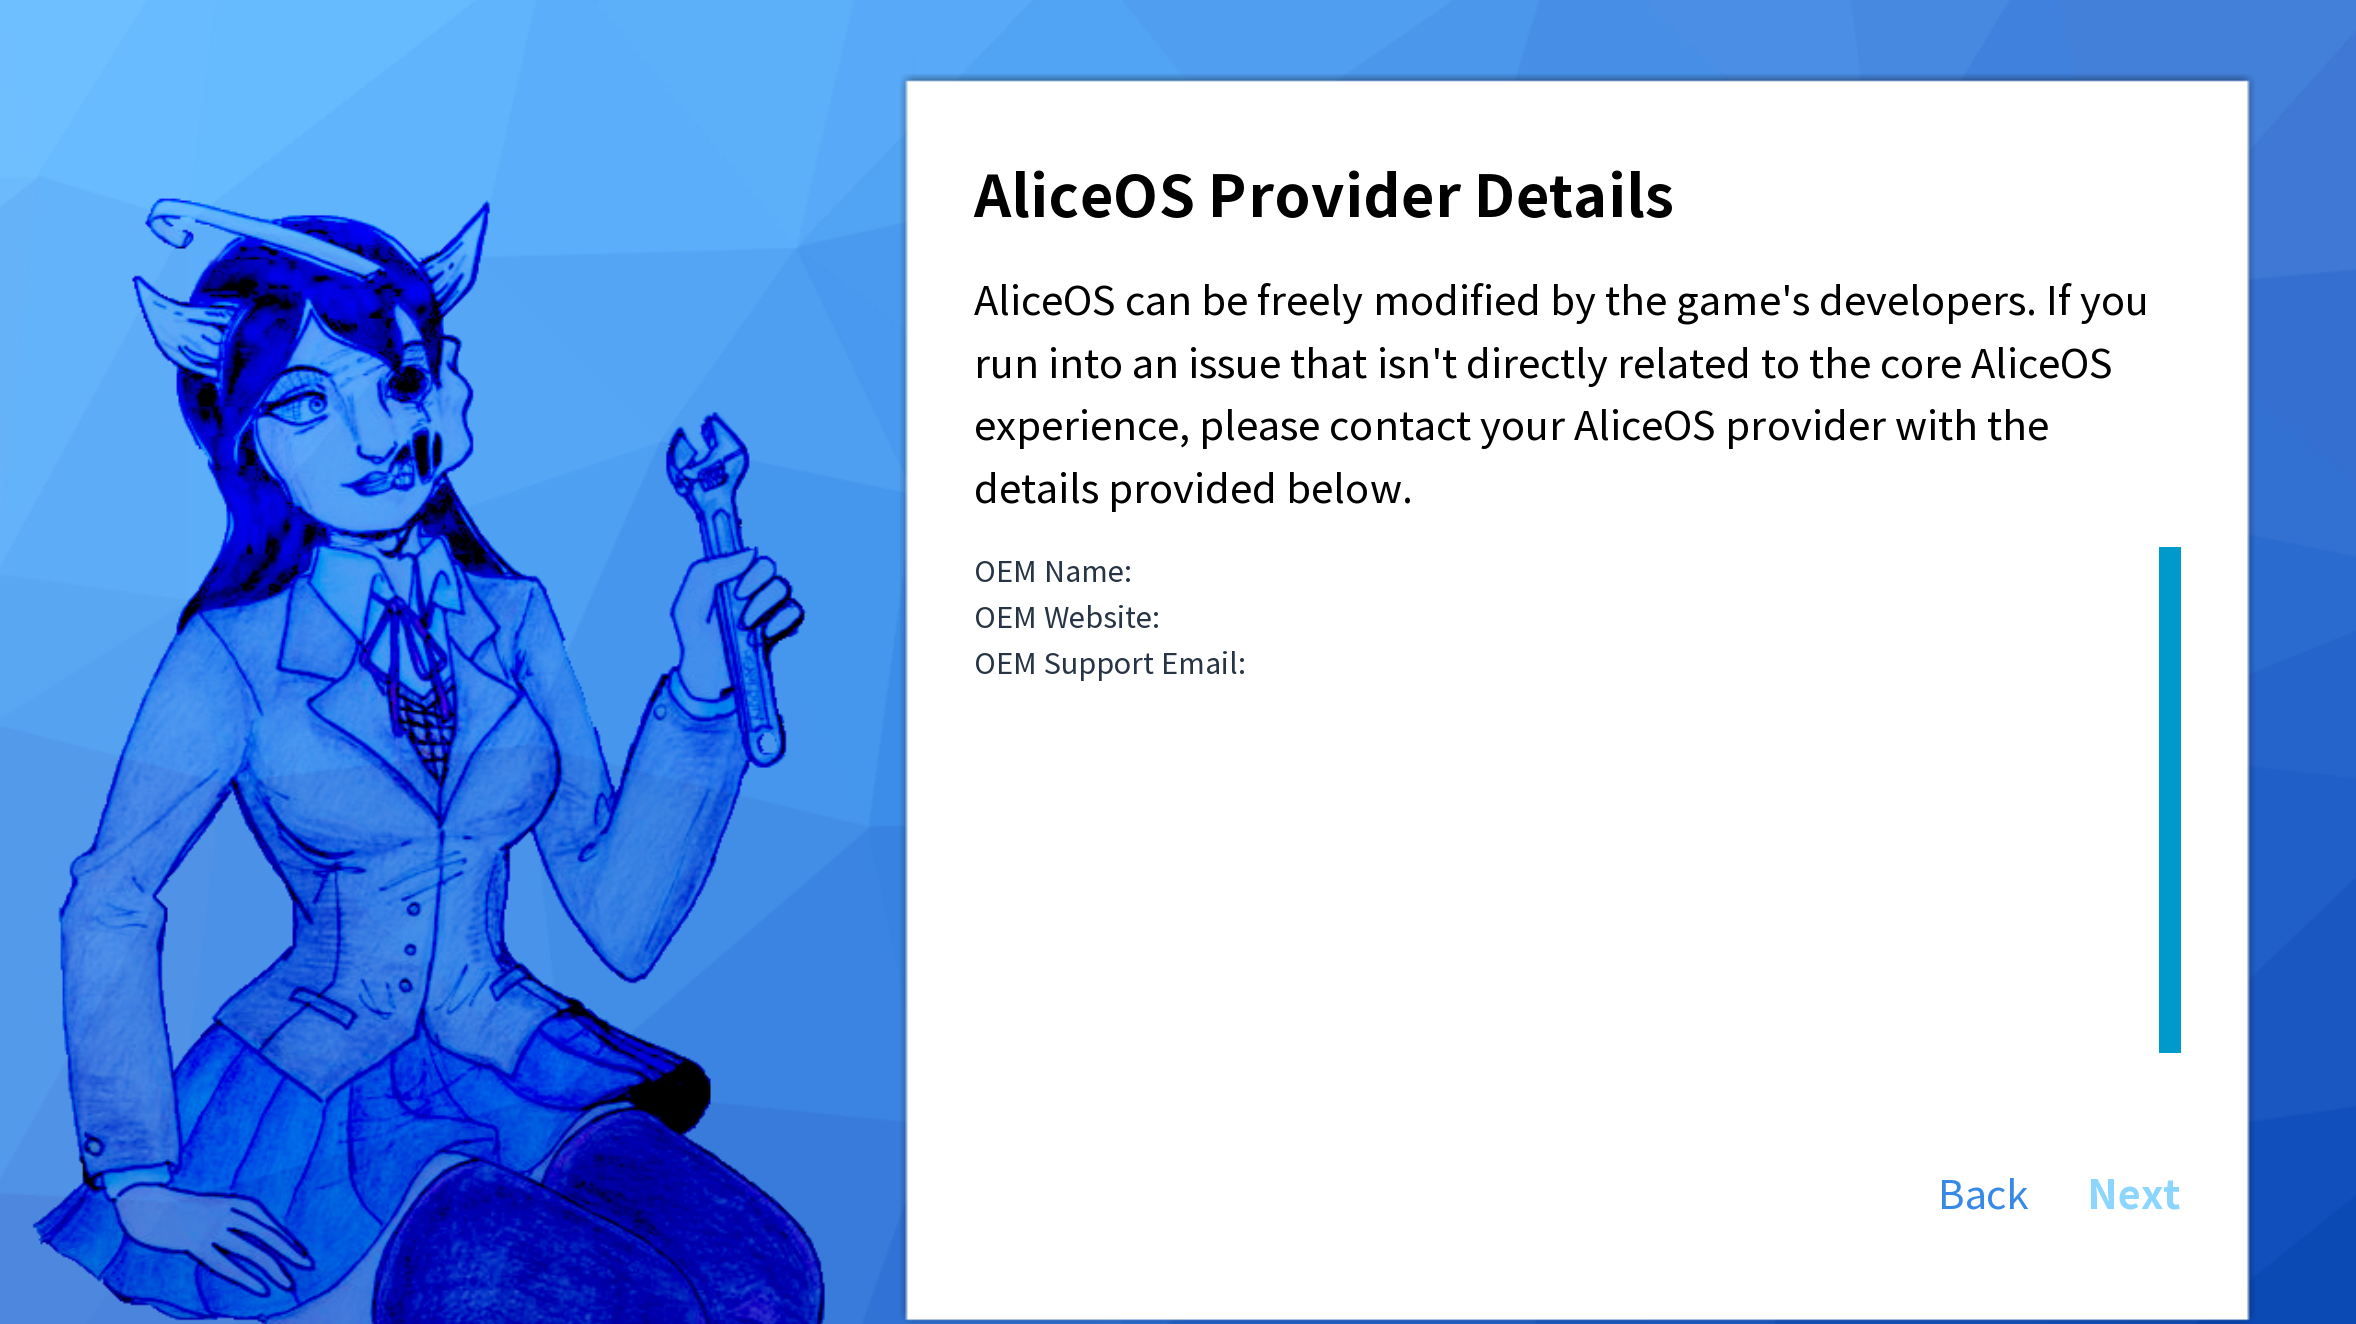 AliceOS Provider Details
AliceOS can be freely modified by the game's developers. If you
run into an issue that isn't directly related to the core AliceOS
experience, please contact your AliceOS provider with the
details provided below.
OEM Name:
OEM Website:
OEM Support Email:
Back Next